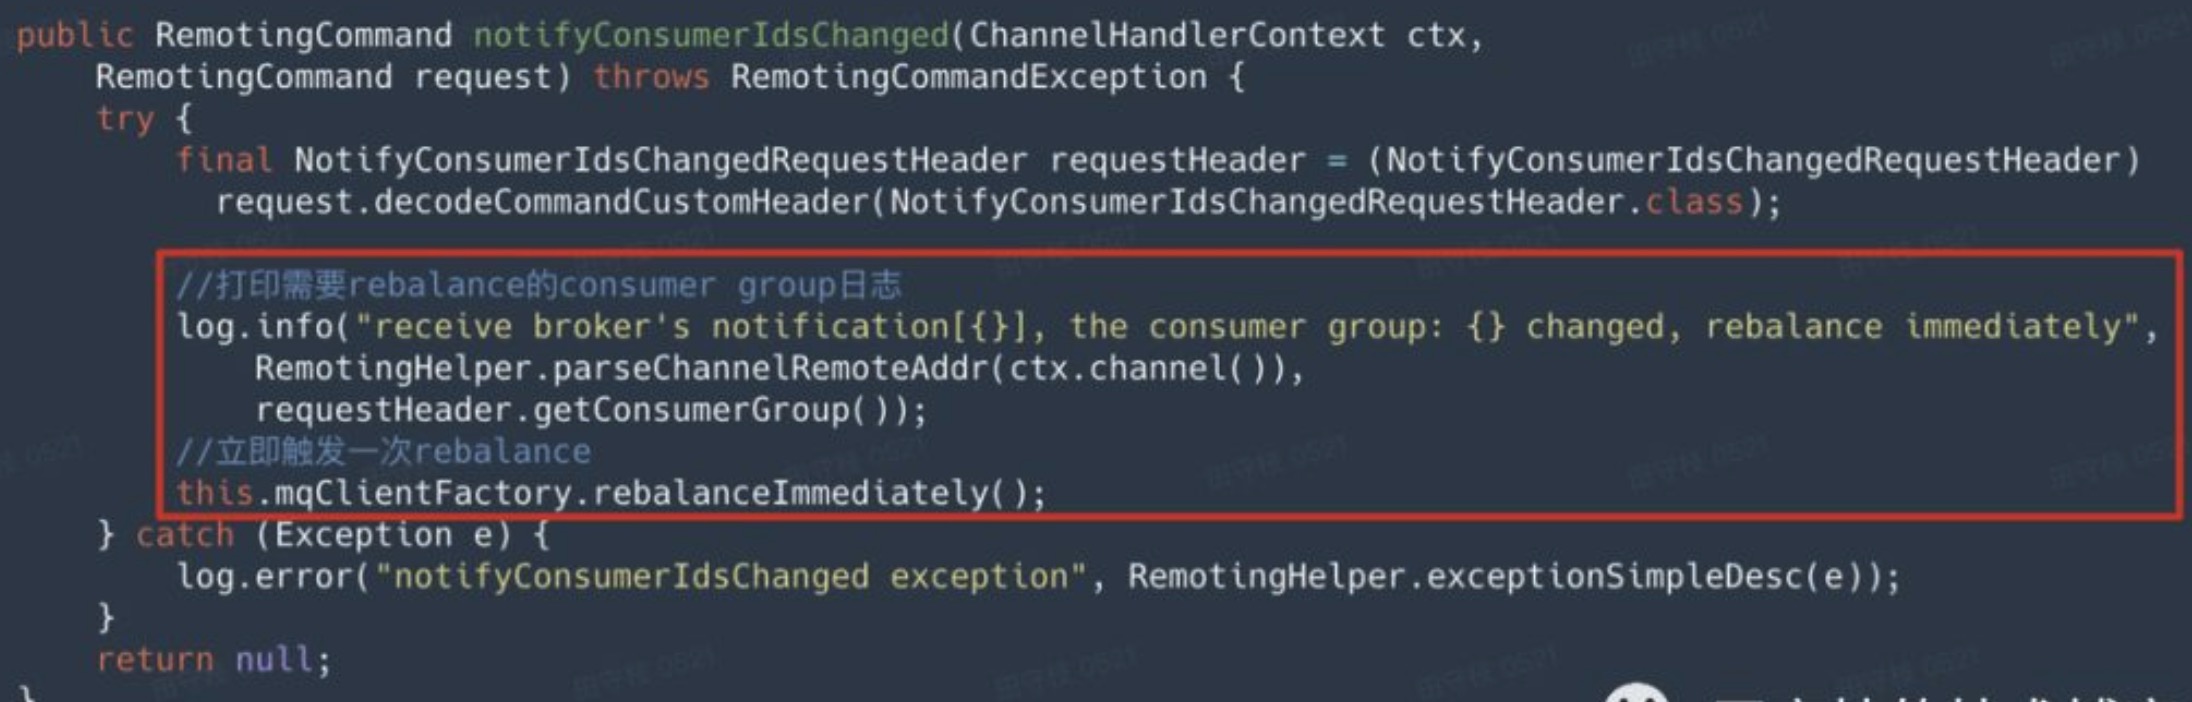 public RemotingCommand notifyConsumerIdsChanged(ChannelHandlerContext ctx,
RemotingCommand request) throws RemotingCommandException {
try {
final NotifyConsumerIdsChangedRequestHeader requestHeader = (NotifyConsumerIdsChangedRequestHeader)
request.decodeCommandCustomHeader(NotifyConsumerIdsChangedRequestHeader.class);
//打印需要rebalance的consumer group日志
log.info("receive broker's notification[{}], the consumer group: {} changed, rebalance immediately",
RemotingHelper.parseChannelRemoteAddr(ctx.channel()),
requestHeader.getConsumerGroup());
//立即触发一次rebalance
this.mqClientFactory.rebalanceImmediately();
} catch (Exception e) {
log.error("notifyConsumerIdsChanged exception", RemotingHelper.exceptionSimpleDesc(e));
}
return null;
}